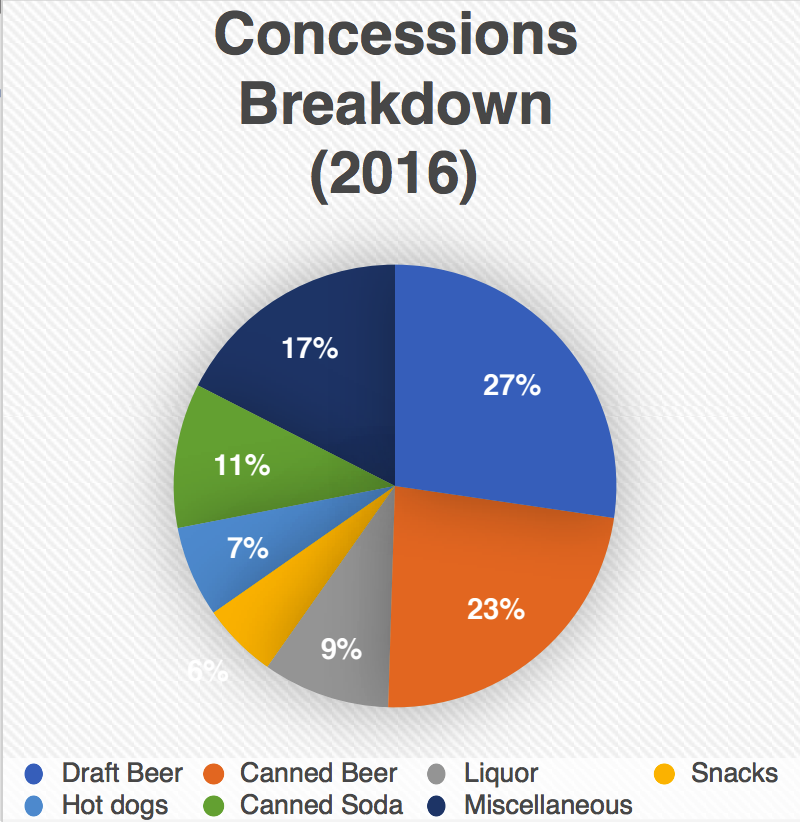 Concessions
Breakdown
(2016)
17%
27%
11%
7%
23%
9%
6%
Draft Beer Canned Beer Liquor Snacks
Hot dogs Canned Soda Miscellaneous